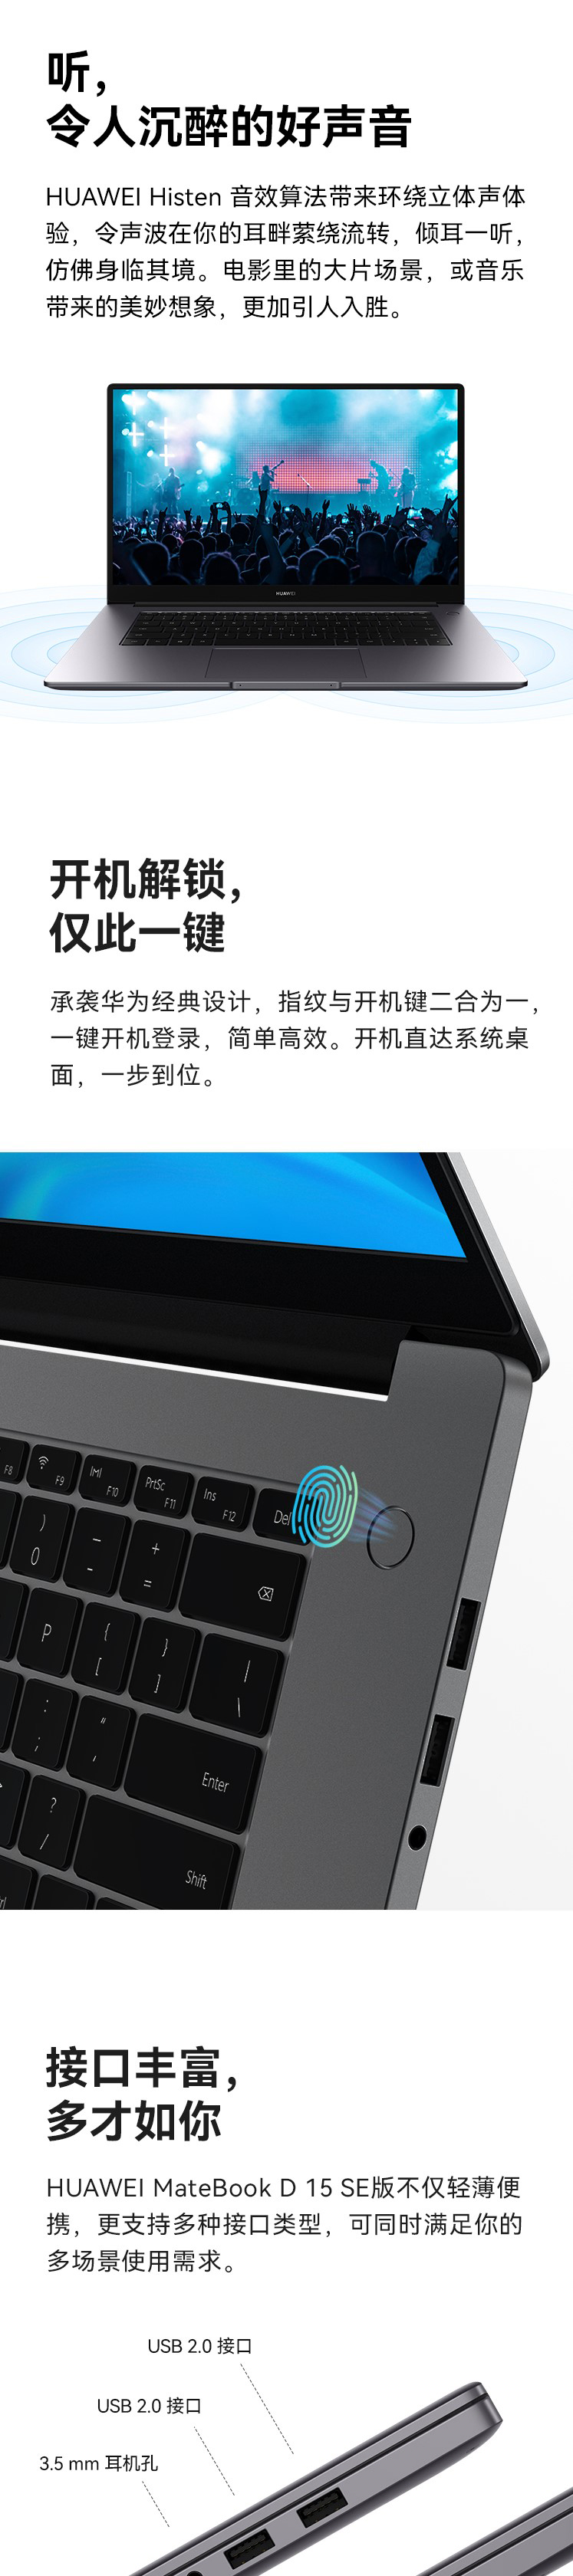 听，
令人沉醉的好声音
HUAWEI Histen 音效算法带来环绕立体声体
验，令声波在你的耳畔萦绕流转，倾耳一听，
仿佛身临其境。电影里的大片场景，或音乐
带来的美妙想象，更加引人入胜。
HUAWEI
开机解锁，
仅此一键
承袭华为经典设计，指纹与开机键二合为一，
一键开机登录，简单高效。开机直达系统桌
面，一步到位。
F8
F9
F10
PrtSc
F11
Ins
F12
Del
)
0
_
-
+
=
P
{
[
}
]
|
\
:
;
"
'
Enter
?
/
Shift
接口丰富，
多才如你
HUAWEI MateBook D 15 SE版不仅轻薄便
携，更支持多种接口类型，可同时满足你的
多场景使用需求。
USB 2.0 接口
USB 2.0 接口
3.5 mm 耳机孔